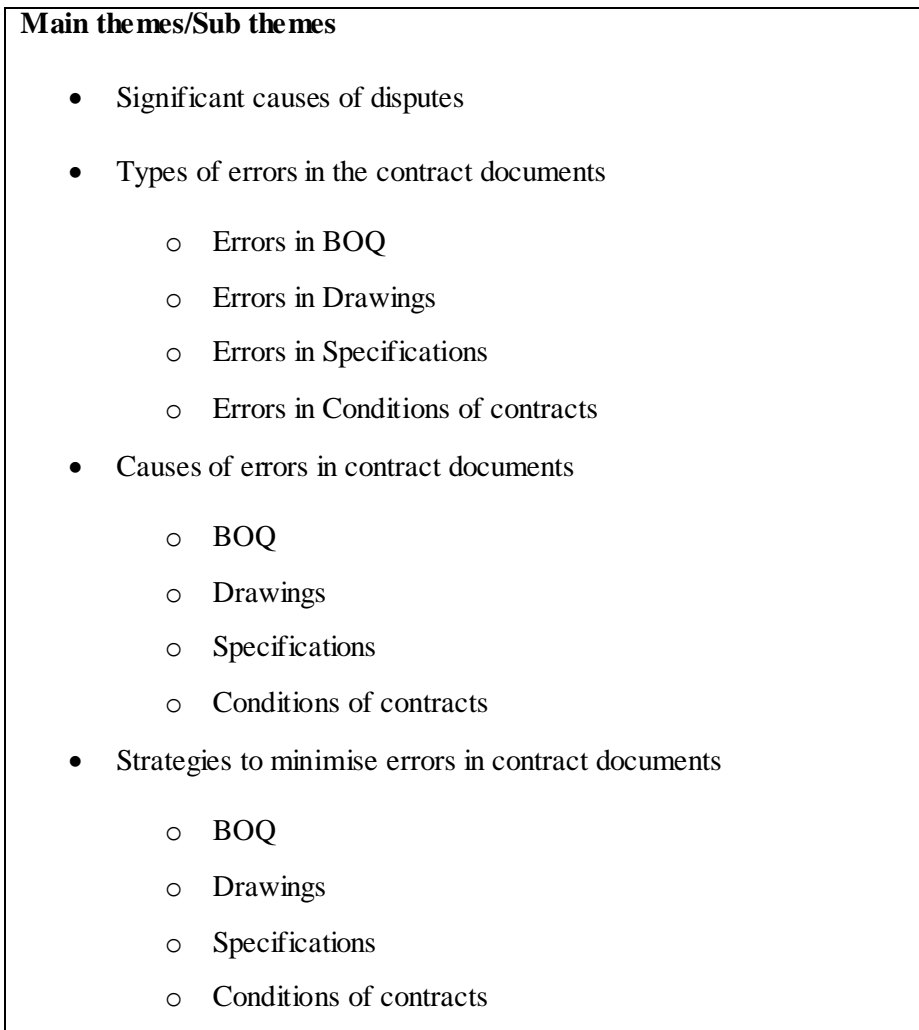 Main themes/Sub themes
• Significant causes of disputes
• Types of errors in the contract documents
o Errors in BOQ
o Errors in Drawings
o Errors in Specifications
o Errors in Conditions of contracts
• Causes of errors in contract documents
o BOQ
o Drawings
o Specifications
o Conditions of contracts
• Strategies to minimise errors in contract documents
o BOQ
o Drawings
o Specifications
o Conditions of contracts